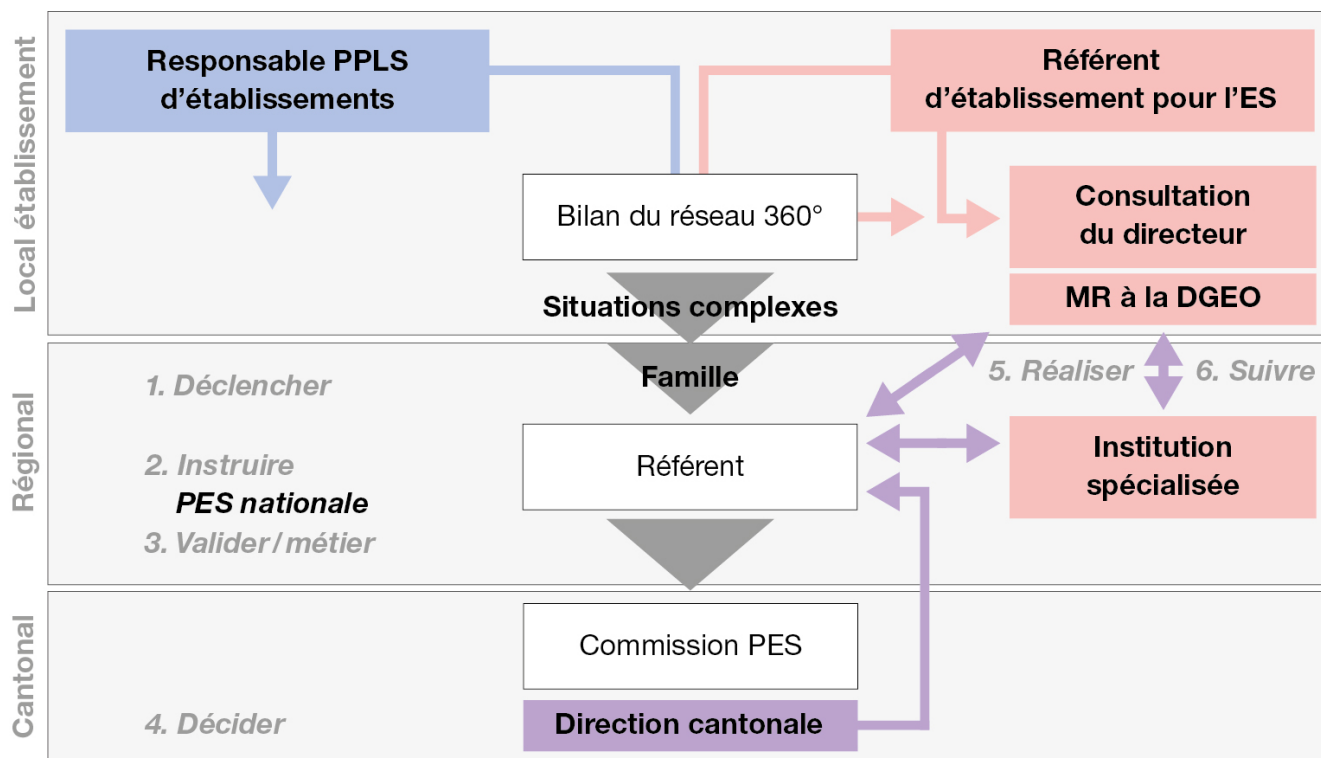 Local établissement
Responsable PPLS
d’établissements
Référent
d’établissement pour l’ES
Bilan du réseau 360°
Consultation
du directeur
MR à la DGEO
Situations complexes
Régional
1. Déclencher
Famille
5. Réaliser
6. Suivre
2. Instruire
PES nationale
3. Valider / métier
Référent
Institution
spécialisée
Cantonal
Commission PES
4. Décider
Direction cantonale